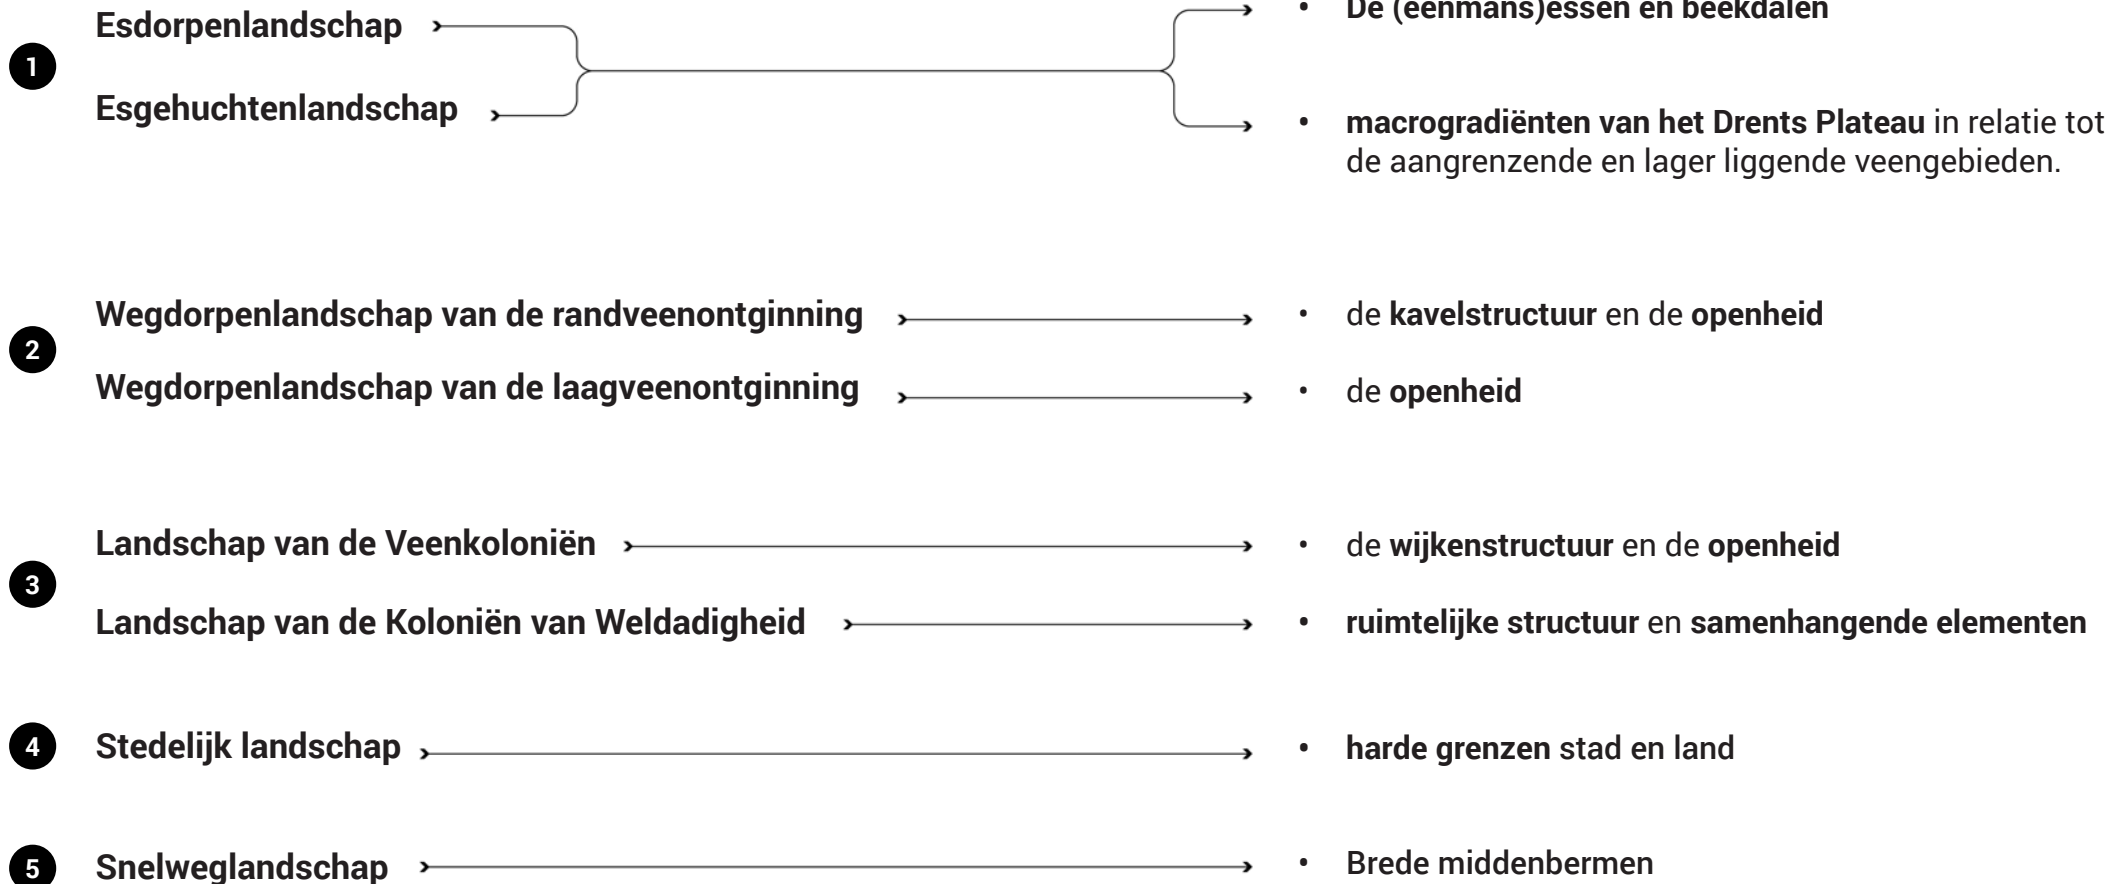 Esdorpenlandschap
• De (eenmans)essen en beekdalen
1
Esgehuchtenlandschap
• macrogradiënten van het Drents Plateau in relatie tot
de aangrenzende en lager liggende veengebieden.
Wegdorpenlandschap van de randveenontginning
• de kavelstructuur en de openheid
2
Wegdorpenlandschap van de laagveenontginning
• de openheid
Landschap van de Veenkoloniën
• de wijkenstructuur en de openheid
3
Landschap van de Koloniën van Weldadigheid
• ruimtelijke structuur en samenhangende elementen
4
Stedelijk landschap
• harde grenzen stad en land
5
Snelweglandschap
• Brede middenbermen